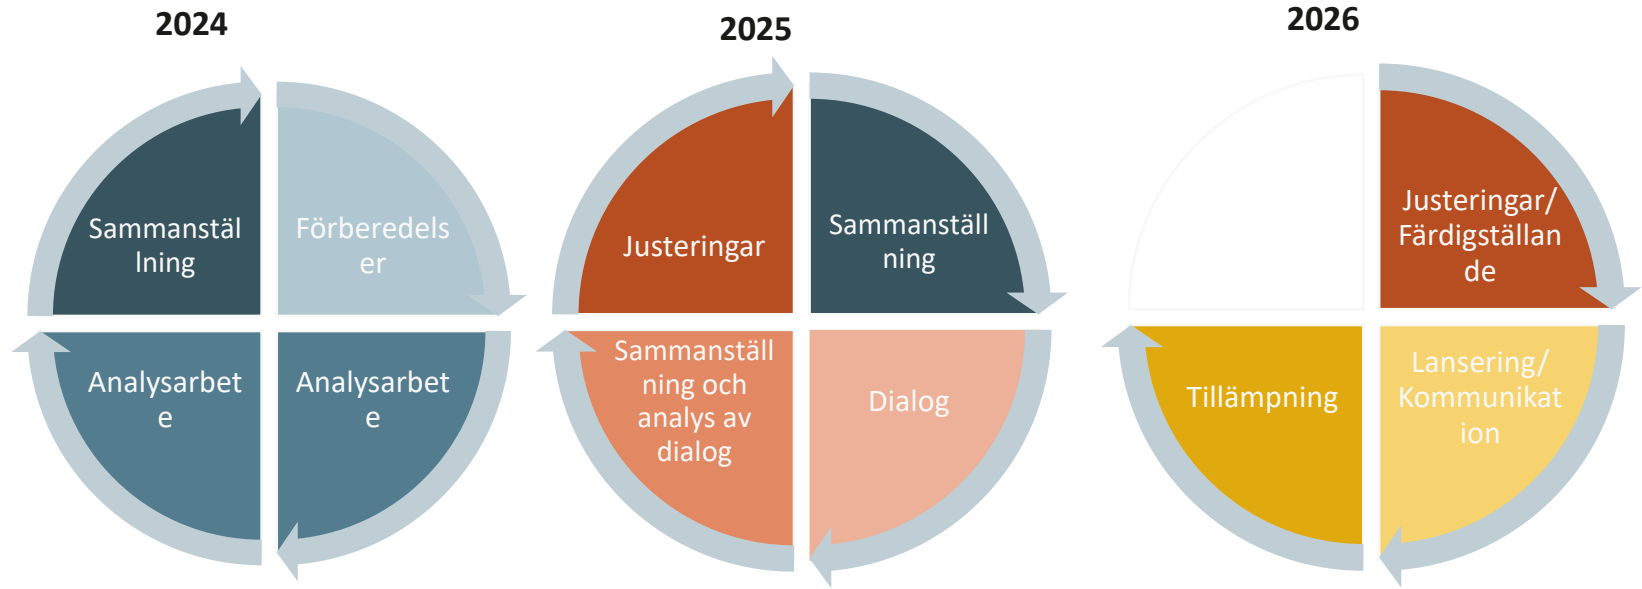 2024
2025
2026
Sammanstäl
lning
Förberedels
er
Analysarbet
e
Analysarbet
e
Justeringar
Sammanställ
ning
Sammanställ
ning och
analys av
dialog
Dialog
Justeringar/
Färdigställan
de
Tillämpning
Lansering/
Kommunikat
ion